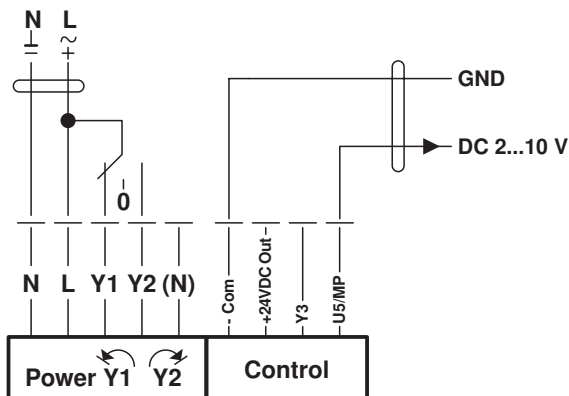 N L
GND
DC 2...10 V
0
N L Y1 Y2 (N)
- Com
+24VDC Out
Y3
U5/MP
Power Y1 Y2
Control